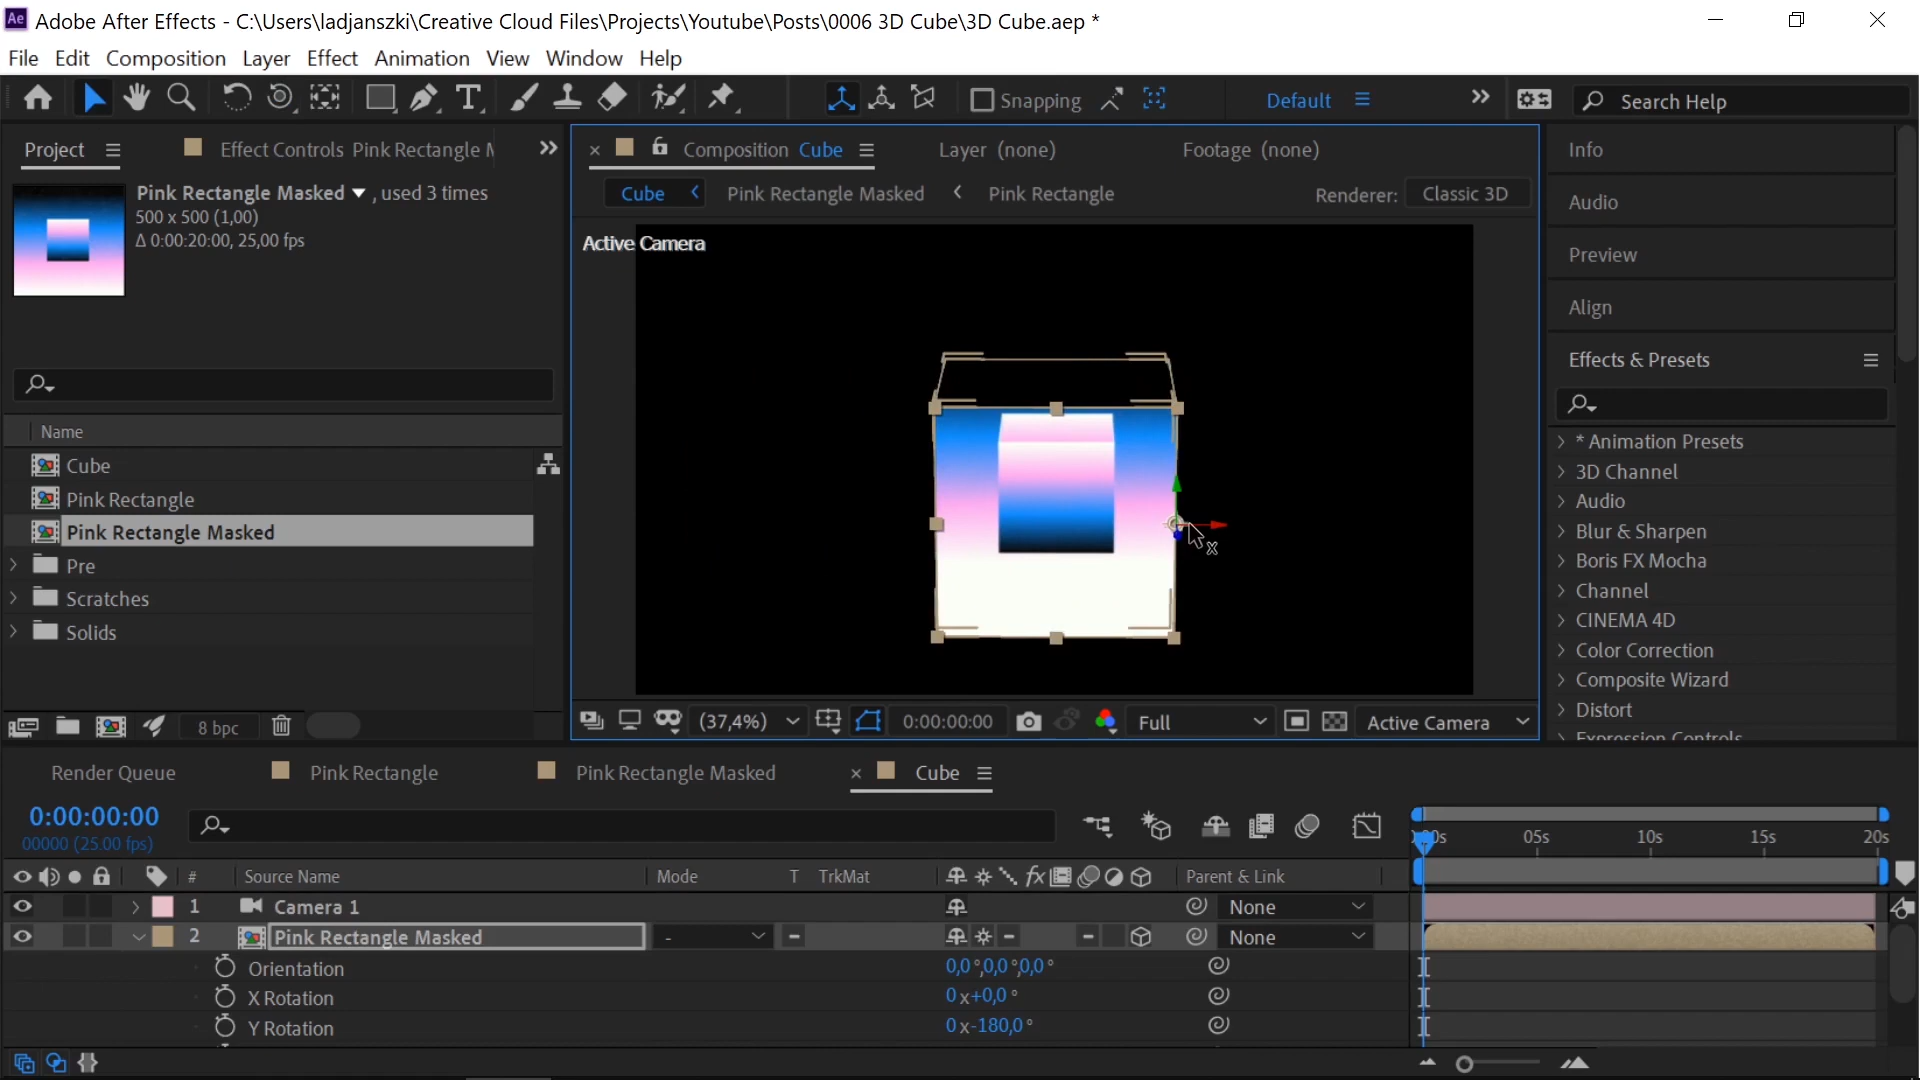 Ae Adobe After Effects - C:\Users\ladjanszki\Creative Cloud Files\Projects\Youtube\Posts\0006 3D Cube\3D Cube.aep *
File Edit Composition Layer Effect Animation View Window Help
T Snapping Default Search Help
Project Effect Controls Pink Rectangle M
Pink Rectangle Masked , used 3 times
500 x 500 (1,00)
Δ 0:00:20:00, 25,00 fps
Name
Cube
Pink Rectangle
Pink Rectangle Masked
Pre
Scratches
Solids
8 bpc
Composition Cube Layer (none) Footage (none)
Cube Pink Rectangle Masked Pink Rectangle Renderer: Classic 3D
Active Camera
x
(37,4%) 0:00:00:00 Full Active Camera
Info
Audio
Preview
Align
Effects & Presets
* Animation Presets
3D Channel
Audio
Blur & Sharpen
Boris FX Mocha
Channel
CINEMA 4D
Color Correction
Composite Wizard
Distort
Expression Controls
Render Queue Pink Rectangle Pink Rectangle Masked Cube
0:00:00:00
00000 (25.00 fps)
05s 10s 15s 20s
# Source Name Mode T TrkMat fx Parent & Link
1 Camera 1 None
2 Pink Rectangle Masked - None
Orientation 0,0 °,0,0 °,0,0 °
X Rotation 0 x+0,0 °
Y Rotation 0 x-180,0 °